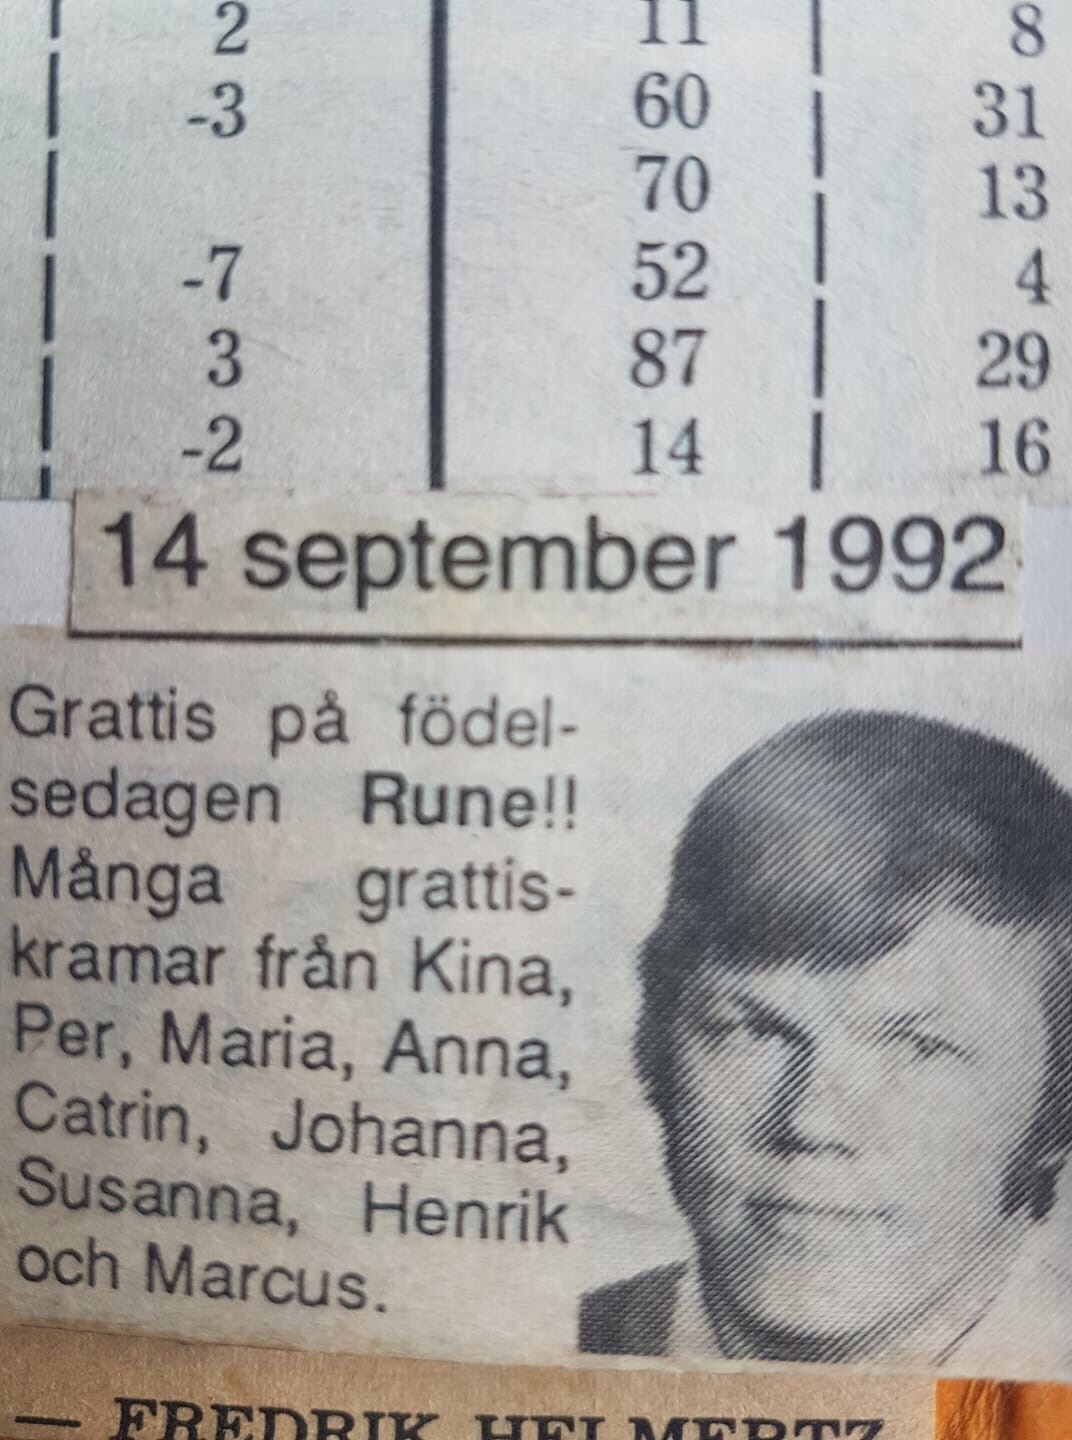 2 11 8
-3 60 31
70 13
-7 52 4
3 87 29
-2 14 16
14 september 1992
Grattis på födel-
sedagen Rune!!
Många grattis-
kramar från Kina,
Per, Maria, Anna,
Catrin, Johanna,
Susanna, Henrik
och Marcus.
— FREDRIK HELMERTZ